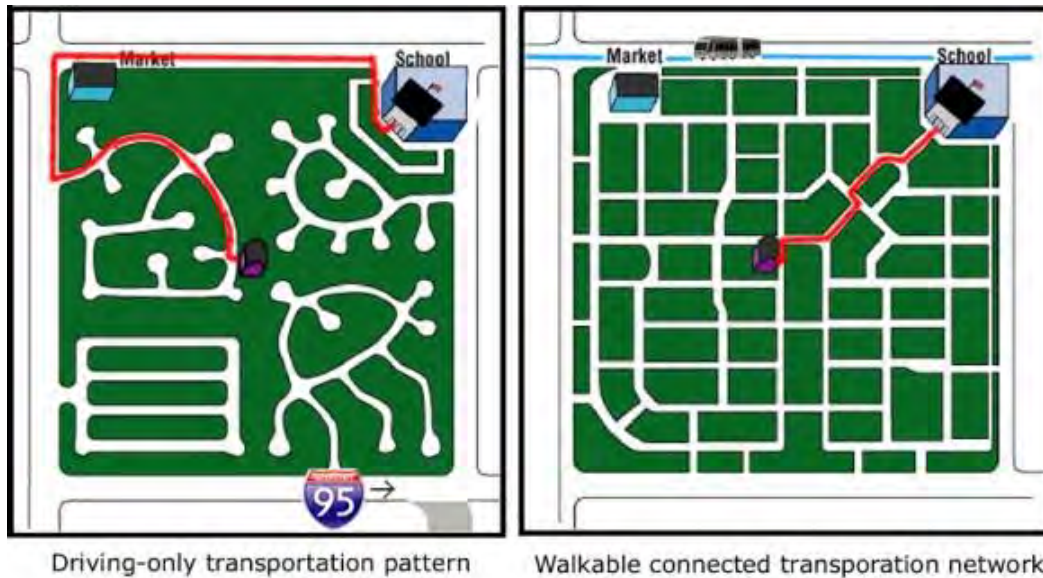 Market School
Market School
95
Driving-only transportation pattern
Walkable connected transporation network